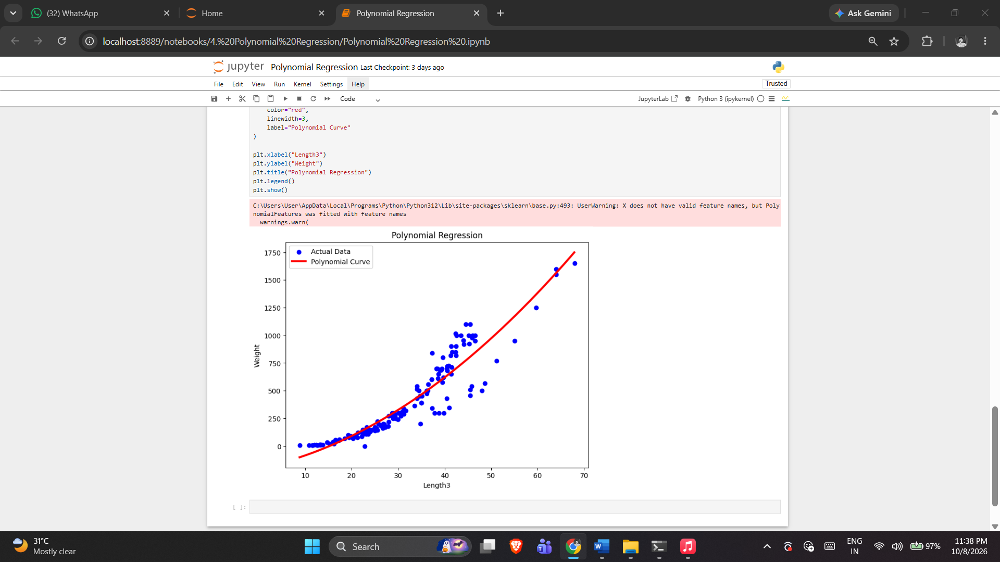 (32) WhatsApp
Home
Polynomial Regression
Ask Gemini
localhost:8889/notebooks/4.%20Polynomial%20Regression/Polynomial%20Regression%20.ipynb
jupyter Polynomial Regression Last Checkpoint: 3 days ago
File Edit View Run Kernel Settings Help
Trusted
Code
JupyterLab
Python 3 (ipykernel)
color="red",
linewidth=3,
label="Polynomial Curve"
)
plt.xlabel("Length3")
plt.ylabel("Weight")
plt.title("Polynomial Regression")
plt.legend()
plt.show()
C:\Users\User\AppData\Local\Programs\Python\Python312\Lib\site-packages\sklearn\base.py:493: UserWarning: X does not have valid feature names, but Poly
nomialFeatures was fitted with feature names
warnings.warn(
Polynomial Regression
Actual Data
Polynomial Curve
1750
1500
1250
1000
750
500
250
0
Weight
10 20 30 40 50 60 70
Length3
[ ]:
31°C
Mostly clear
Search
ENG
IN
97%
11:38 PM
10/8/2026